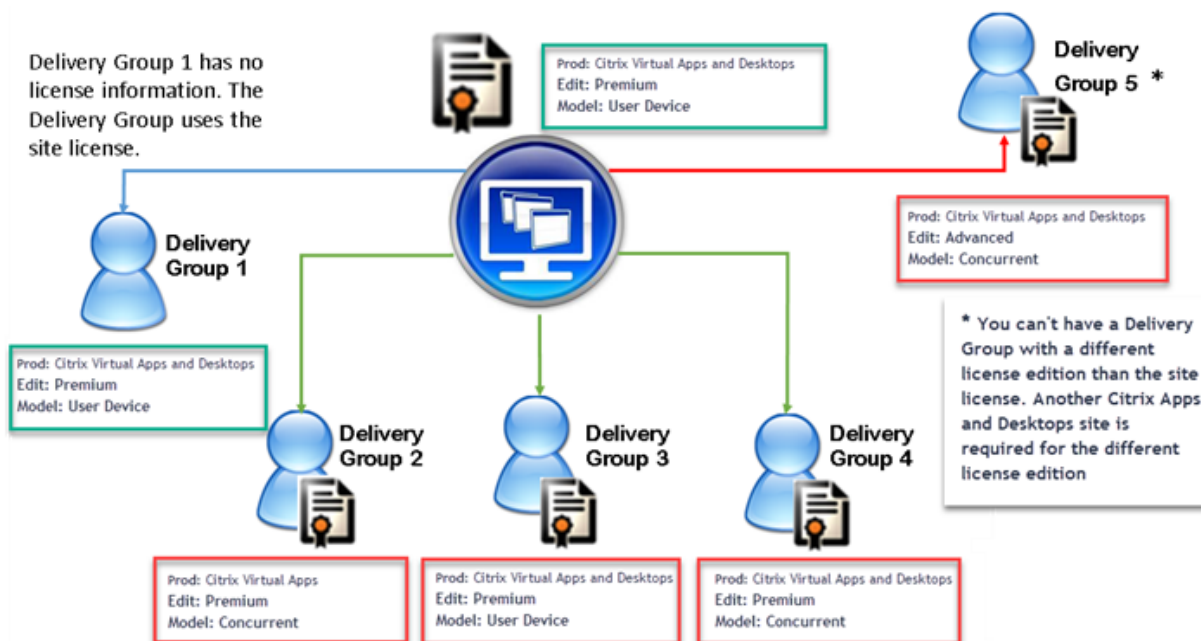 Delivery Group 1 has no
license information. The
Delivery Group uses the
site license.
Prod: Citrix Virtual Apps and Desktops
Edit: Premium
Model: User Device
Delivery
Group 5 *
Prod: Citrix Virtual Apps and Desktops
Edit: Advanced
Model: Concurrent
* You can't have a Delivery
Group with a different
license edition than the site
license. Another Citrix Apps
and Desktops site is
required for the different
license edition
Delivery
Group 1
Prod: Citrix Virtual Apps and Desktops
Edit: Premium
Model: User Device
Delivery
Group 2
Prod: Citrix Virtual Apps
Edit: Premium
Model: Concurrent
Delivery
Group 3
Prod: Citrix Virtual Apps and Desktops
Edit: Premium
Model: User Device
Delivery
Group 4
Prod: Citrix Virtual Apps and Desktops
Edit: Premium
Model: Concurrent